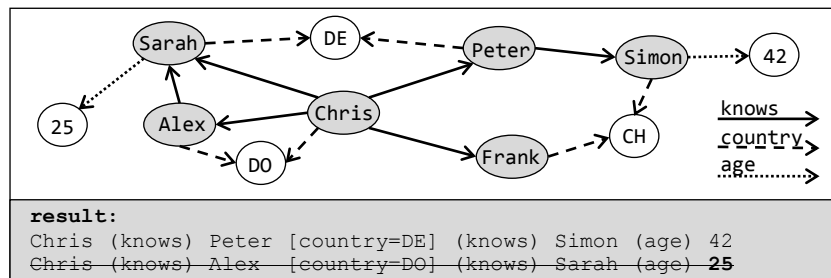 Sarah
DE
Peter
Simon
42
25
Alex
Chris
DO
Frank
CH
knows
country
age
result:
Chris (knows) Peter [country=DE] (knows) Simon (age) 42
Chris (knows) Alex [country=DO] (knows) Sarah (age) 25